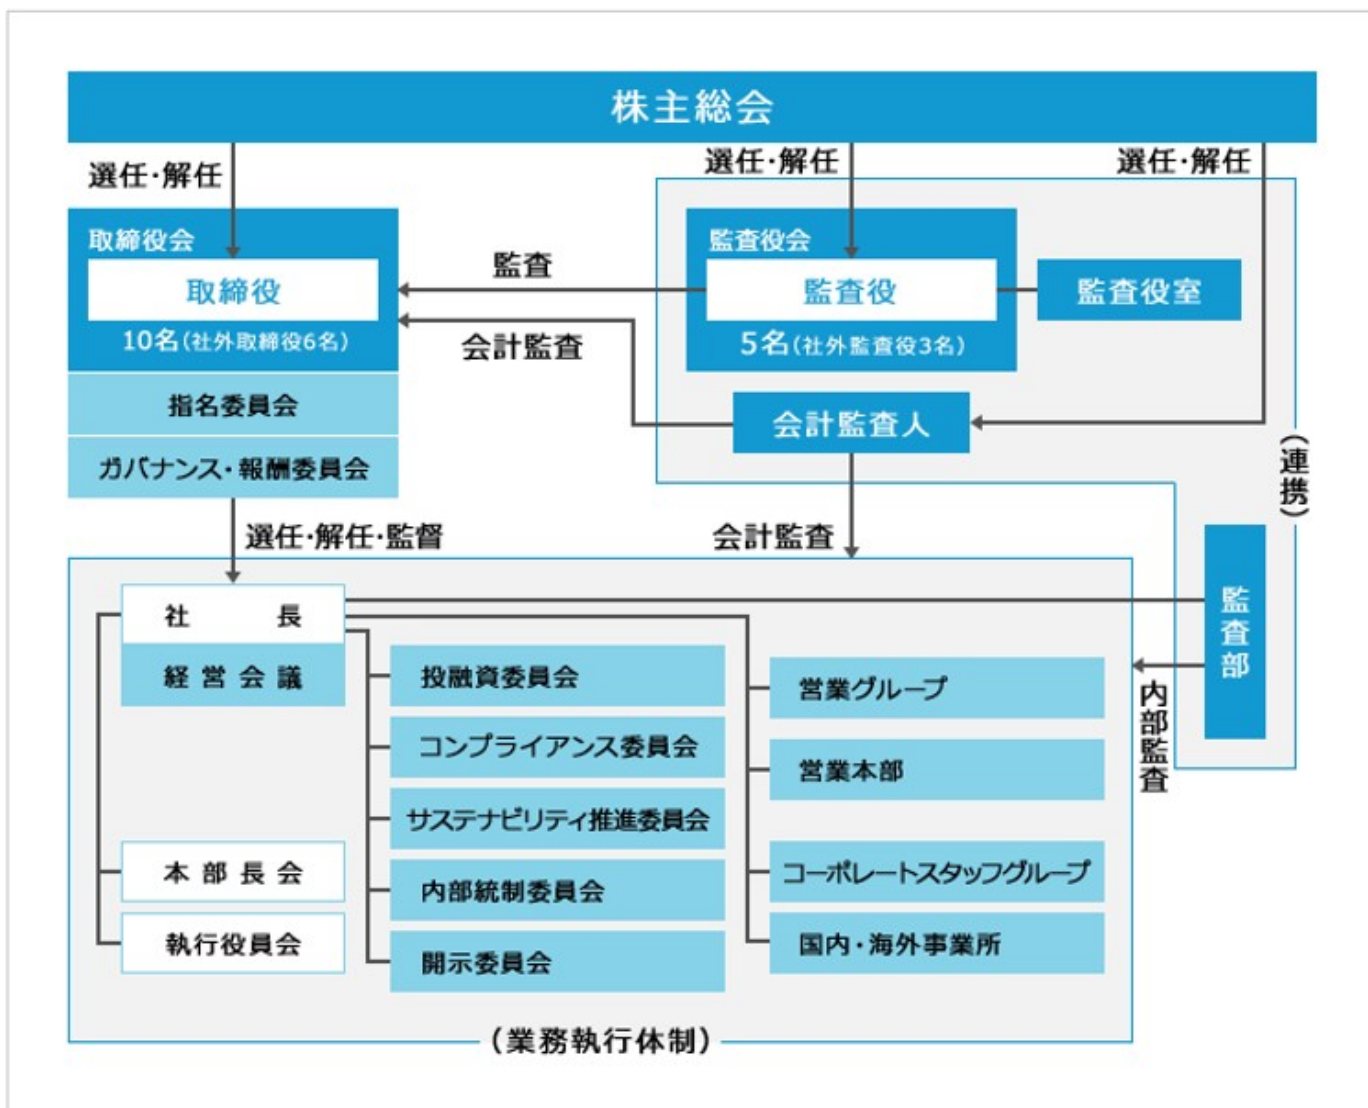 株主総会
選任・解任
選任・解任
選任・解任
取締役会
取締役
10名(社外取締役6名)
指名委員会
ガバナンス・報酬委員会
監査
会計監査
監査役会
監査役
5名(社外監査役3名)
監査役室
会計監査人
(連携)
選任・解任・監督
会計監査
社長
経営会議
本部長会
執行役員会
投融資委員会
コンプライアンス委員会
サステナビリティ推進委員会
内部統制委員会
開示委員会
営業グループ
営業本部
コーポレートスタッフグループ
国内・海外事業所
監査部
内部監査
(業務執行体制)